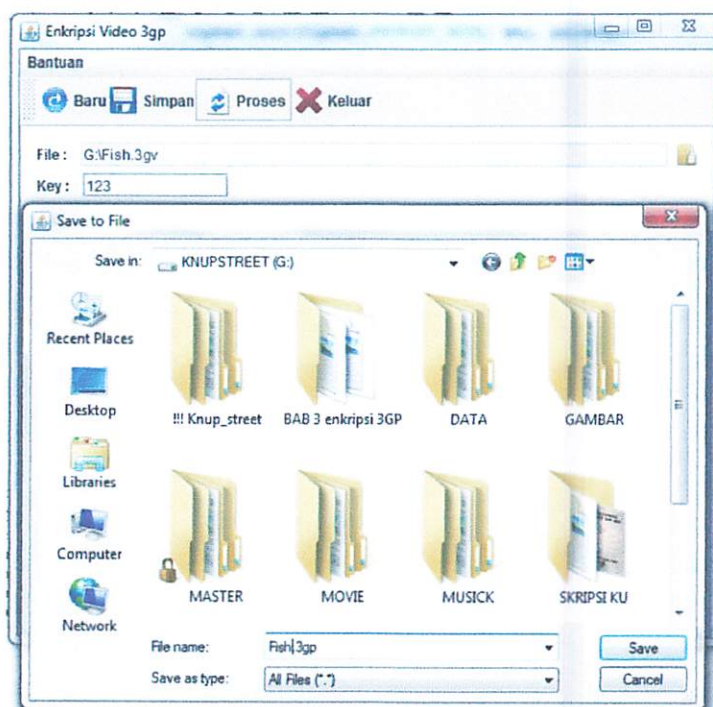 Enkripsi Video 3gp
Bantuan
Baru Simpan Proses Keluar
File : G:\Fish.3gv
Key : 123
Save to File
Save in: KNUPSTREET (G:)
Recent Places
Desktop
Libraries
Computer
Network
!!! Knup_street BAB 3 enkripsi 3GP DATA GAMBAR
MASTER MOVIE MUSICK SKRIPSI KU
File name: Fish.3gp Save
Save as type: All Files (*.*) Cancel